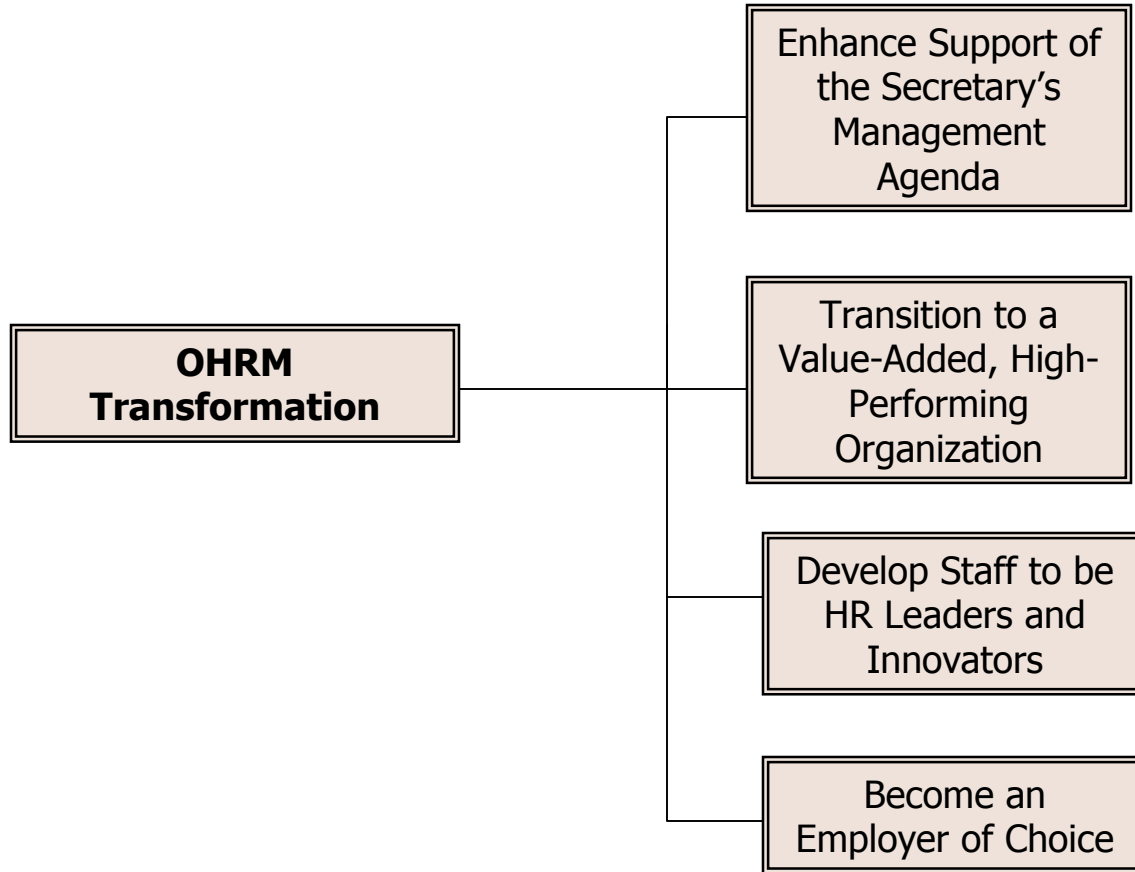 Enhance Support of
the Secretary’s
Management
Agenda
OHRM
Transformation
Transition to a
Value-Added, High-
Performing
Organization
Develop Staff to be
HR Leaders and
Innovators
Become an
Employer of Choice